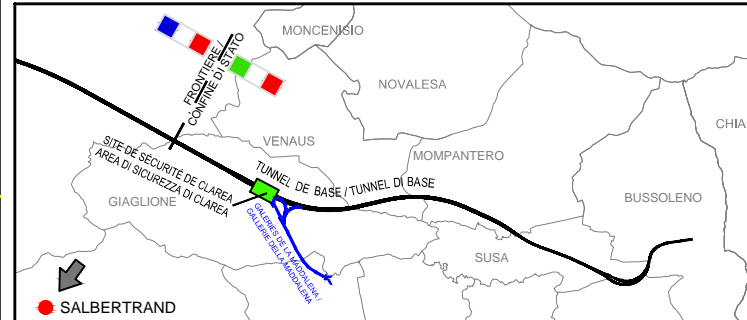 MONCENISIO
FRONTIERE /
CONFINE DI STATO
NOVALESA
CHIA
VENAUS
MOMPANTERO
SITE DE SÉCURITÉ DE CLAREA
AREA DI SICUREZZA DI CLAREA
TUNNEL DE BASE / TUNNEL DI BASE
GIAGLIONE
BUSSOLENO
GALERIES DE LA MADDALENA /
GALLERIE DELLA MADDALENA
SUSA
SALBERTRAND